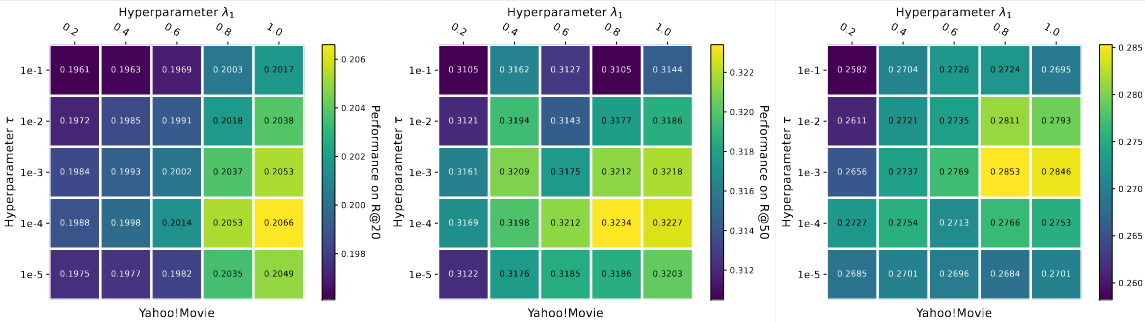 Hyperparameter λ₁
0.2 0.4 0.6 0.8 1.0
1e-1 0.1961 0.1963 0.1969 0.2003 0.2017
1e-2 0.1972 0.1985 0.1991 0.2018 0.2038
1e-3 0.1984 0.1993 0.2002 0.2037 0.2053
1e-4 0.1988 0.1998 0.2014 0.2053 0.2066
1e-5 0.1975 0.1977 0.1982 0.2035 0.2049
Hyperparameter τ
Yahoo!Movie
0.206
0.204
0.202
0.200
0.198
Performance on R@20
Hyperparameter λ₁
0.2 0.4 0.6 0.8 1.0
1e-1 0.3105 0.3162 0.3127 0.3105 0.3144
1e-2 0.3121 0.3194 0.3143 0.3177 0.3186
1e-3 0.3161 0.3209 0.3175 0.3212 0.3218
1e-4 0.3169 0.3198 0.3212 0.3234 0.3227
1e-5 0.3122 0.3176 0.3185 0.3186 0.3203
Hyperparameter τ
Yahoo!Movie
0.322
0.320
0.318
0.316
0.314
0.312
Performance on R@50
Hyperparameter λ₁
0.2 0.4 0.6 0.8 1.0
1e-1 0.2582 0.2704 0.2726 0.2724 0.2695
1e-2 0.2611 0.2721 0.2735 0.2811 0.2793
1e-3 0.2656 0.2737 0.2769 0.2853 0.2846
1e-4 0.2727 0.2754 0.2713 0.2766 0.2753
1e-5 0.2685 0.2701 0.2696 0.2684 0.2701
Hyperparameter τ
Yahoo!Movie
0.285
0.280
0.275
0.270
0.265
0.260